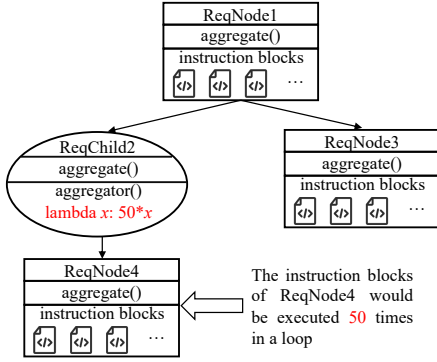 ReqNode1
aggregate()
instruction blocks
...
ReqChild2
aggregate()
aggregator()
lambda x: 50*x
ReqNode3
aggregate()
instruction blocks
...
ReqNode4
aggregate()
instruction blocks
...
The instruction blocks
of ReqNode4 would
be executed 50 times
in a loop